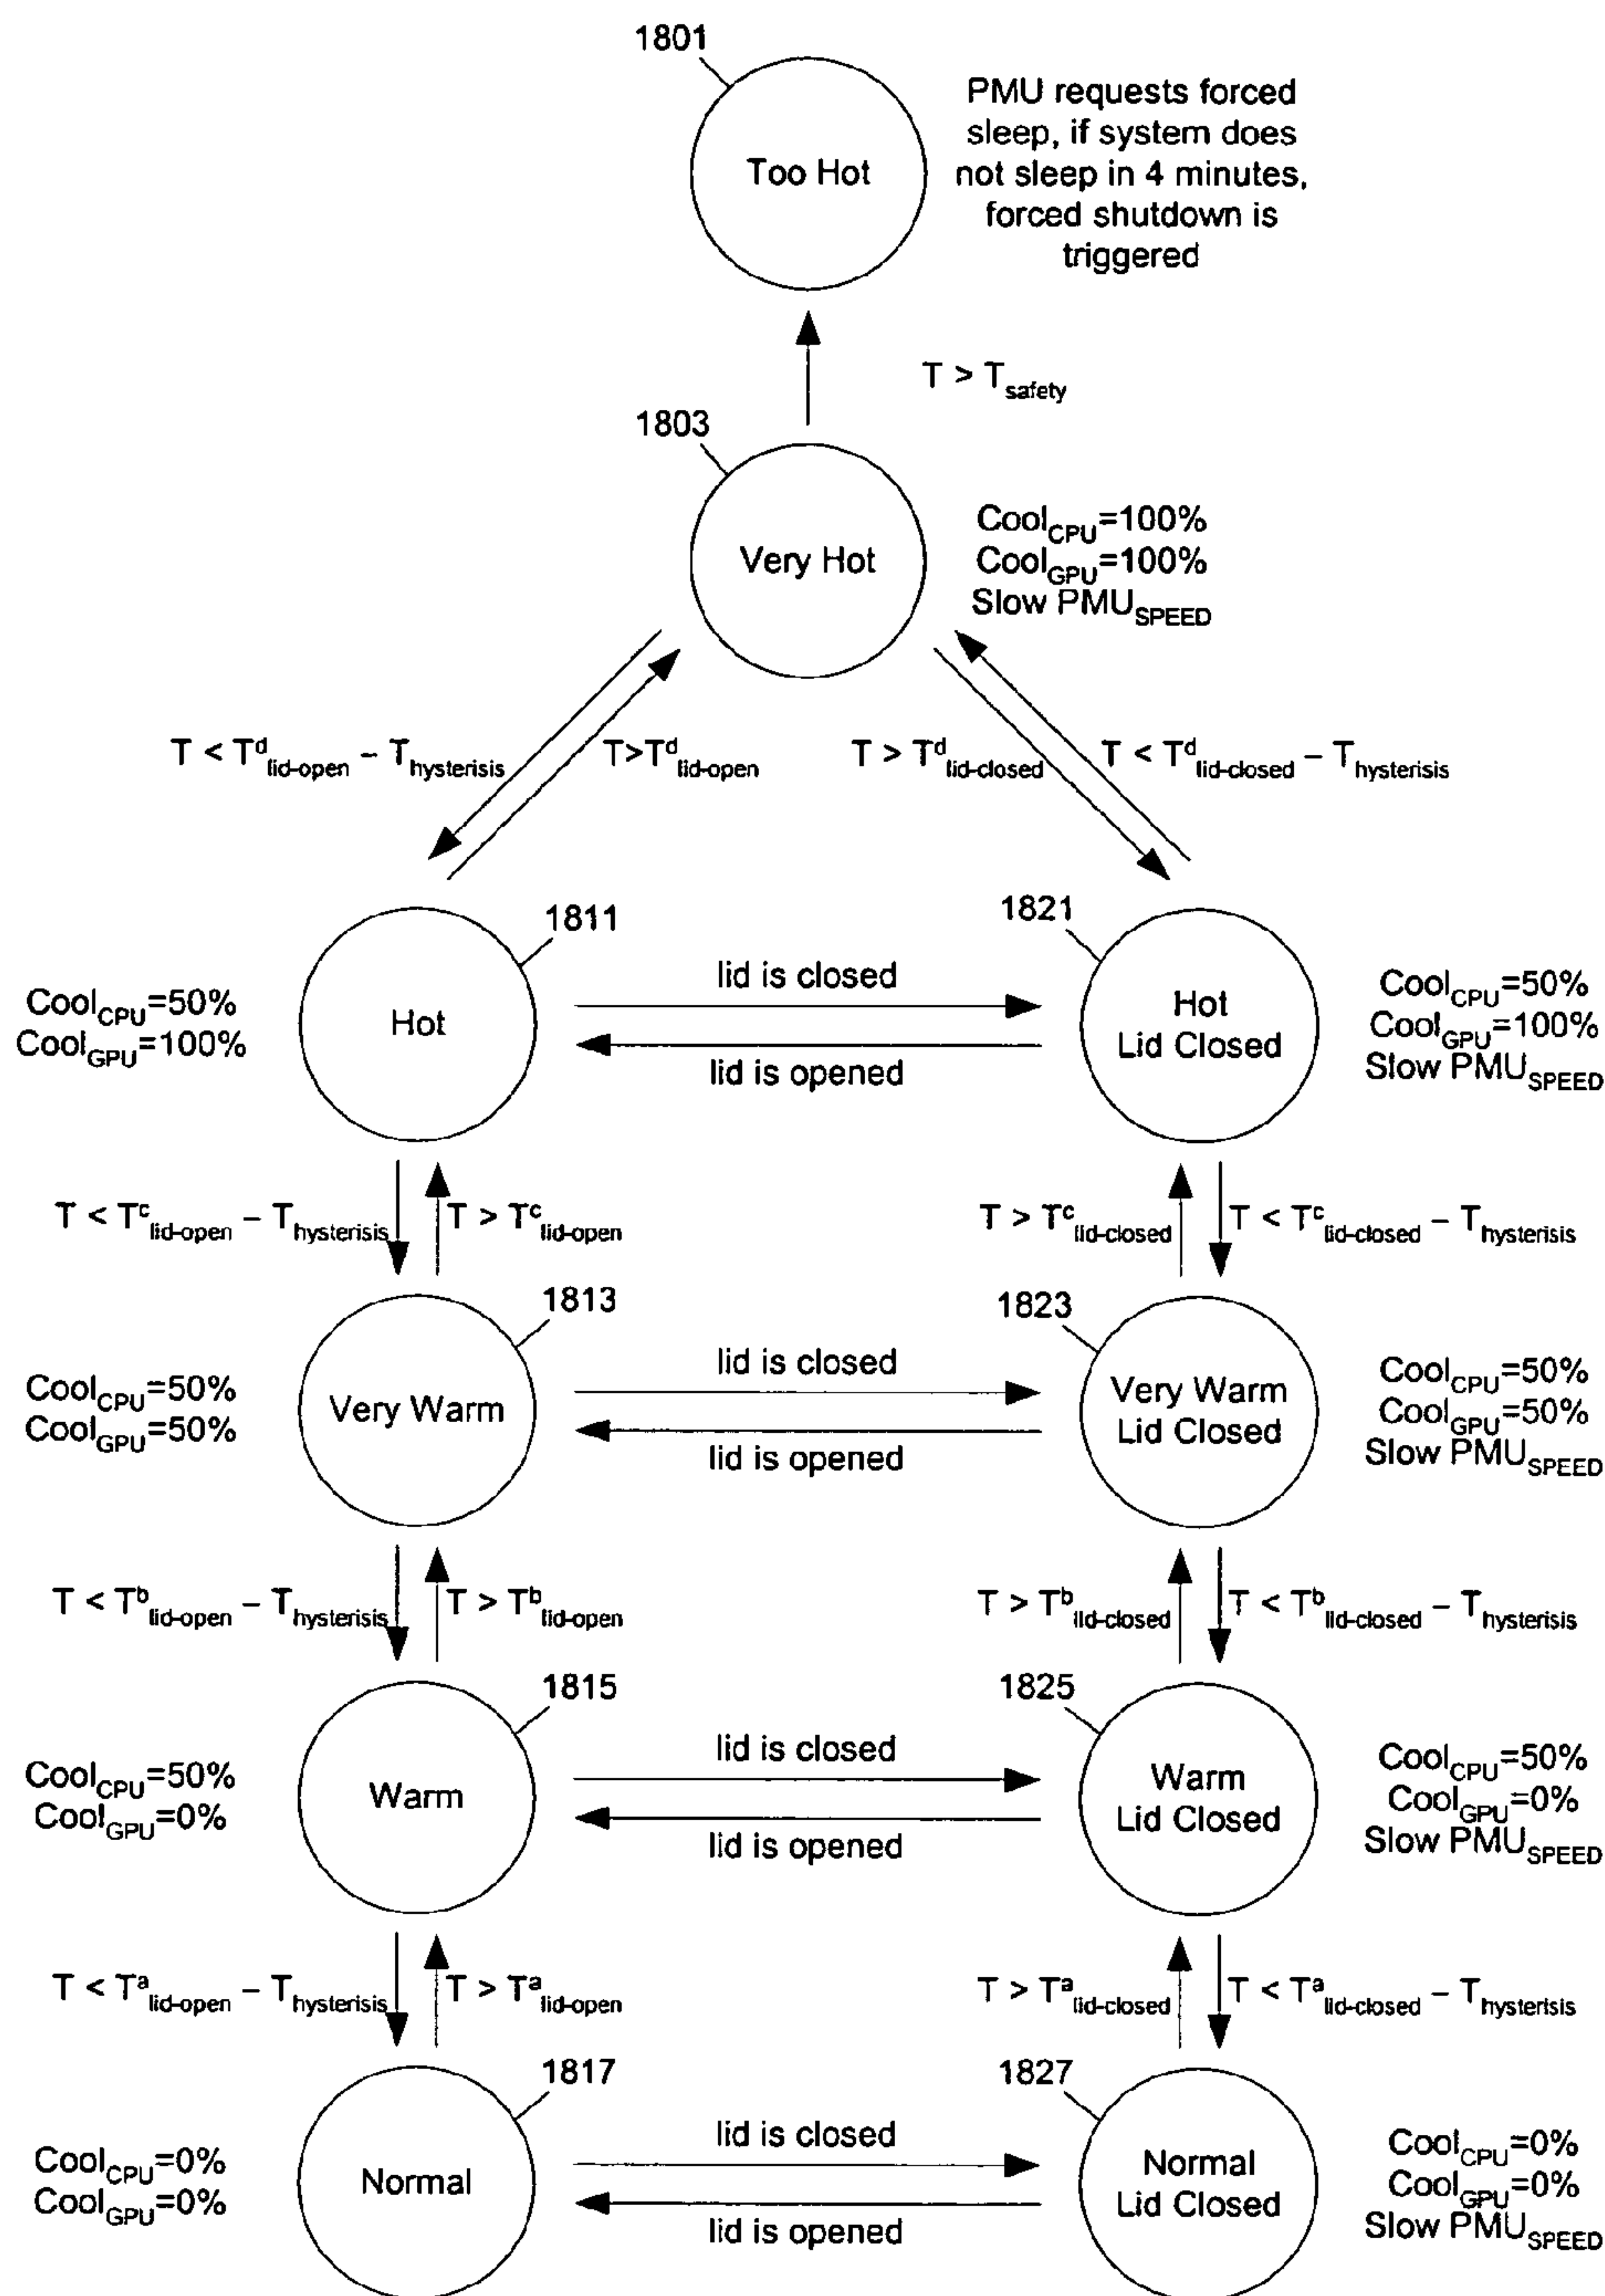 1801
Too Hot
PMU requests forced
sleep, if system does
not sleep in 4 minutes,
forced shutdown is
triggered
T > Tsafety
1803
Very Hot
CoolCPU=100%
CoolGPU=100%
Slow PMUSPEED
T < Tdlid-open – Thysterisis
T>Tdlid-open
T > Tdlid-closed
T < Tdlid-closed – Thysterisis
1811
Hot
CoolCPU=50%
CoolGPU=100%
lid is closed
lid is opened
1821
Hot
Lid Closed
CoolCPU=50%
CoolGPU=100%
Slow PMUSPEED
T < Tclid-open – Thysterisis
T > Tclid-open
T > Tclid-closed
T < Tclid-closed – Thysterisis
1813
Very Warm
CoolCPU=50%
CoolGPU=50%
lid is closed
lid is opened
1823
Very Warm
Lid Closed
CoolCPU=50%
CoolGPU=50%
Slow PMUSPEED
T < Tblid-open – Thysterisis
T > Tblid-open
T > Tblid-closed
T < Tblid-closed – Thysterisis
1815
Warm
CoolCPU=50%
CoolGPU=0%
lid is closed
lid is opened
1825
Warm
Lid Closed
CoolCPU=50%
CoolGPU=0%
Slow PMUSPEED
T < Talid-open – Thysterisis
T > Talid-open
T > Talid-closed
T < Talid-closed – Thysterisis
1817
Normal
CoolCPU=0%
CoolGPU=0%
lid is closed
lid is opened
1827
Normal
Lid Closed
CoolCPU=0%
CoolGPU=0%
Slow PMUSPEED